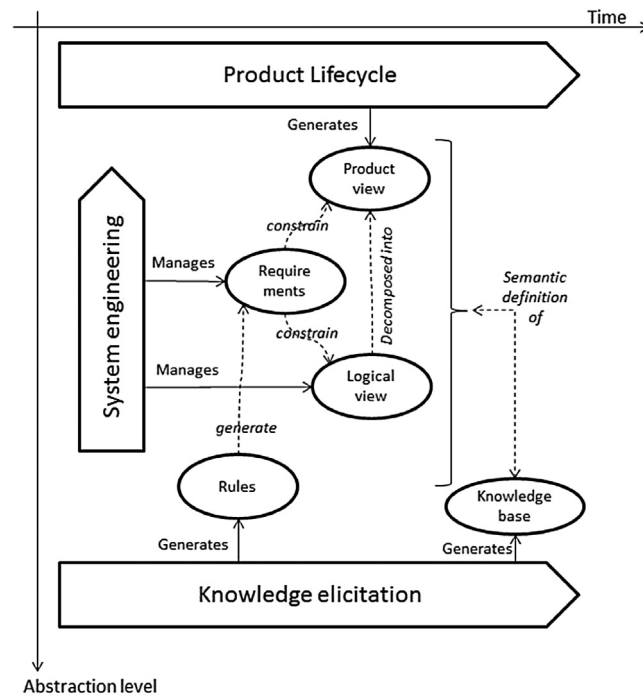 Time
Product Lifecycle
Generates
Product
view
constrain
Manages
Require
ments
Decomposed into
Semantic
definition
of
System engineering
constrain
Manages
Logical
view
generate
Rules
Knowledge
base
Generates
Generates
Knowledge elicitation
Abstraction level